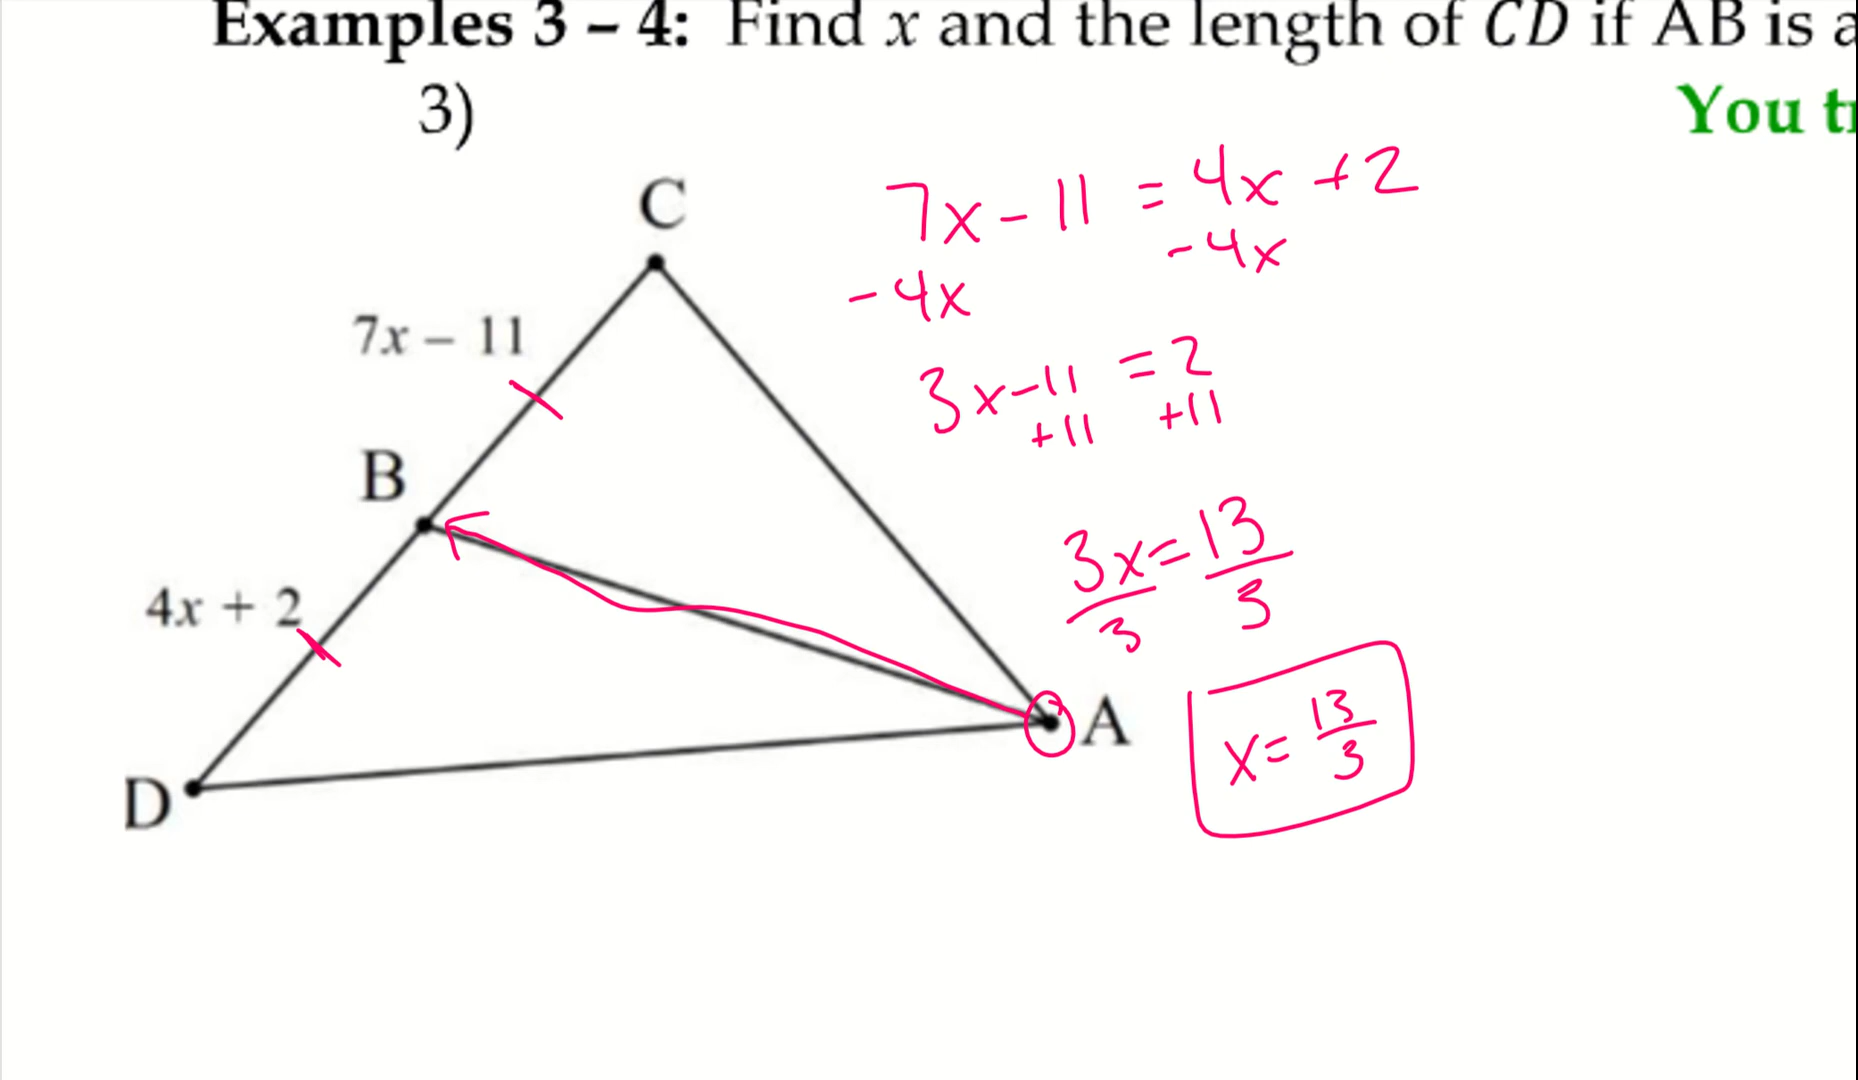 Examples 3 – 4: Find x and the length of CD if AB is a
3)
You t
C
7x – 11
B
4x + 2
D
A
7x - 11 = 4x + 2
- 4x - 4x
3x - 11 = 2
+11 +11
3x = 13
3 3
x = 13/3